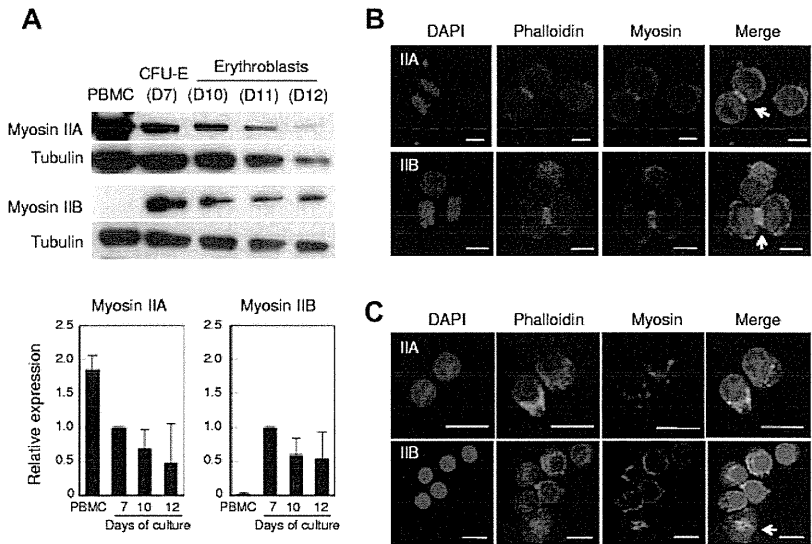 A
CFU-E Erythroblasts
PBMC (D7) (D10) (D11) (D12)
Myosin IIA
Tubulin
Myosin IIB
Tubulin
Myosin IIA Myosin IIB
Relative expression
2.5 2.5
2.0 2.0
1.5 1.5
1.0 1.0
0.5 0.5
0 0
PBMC 7 10 12 PBMC 7 10 12
Days of culture Days of culture
B
DAPI Phalloidin Myosin Merge
IIA
IIB
C
DAPI Phalloidin Myosin Merge
IIA
IIB